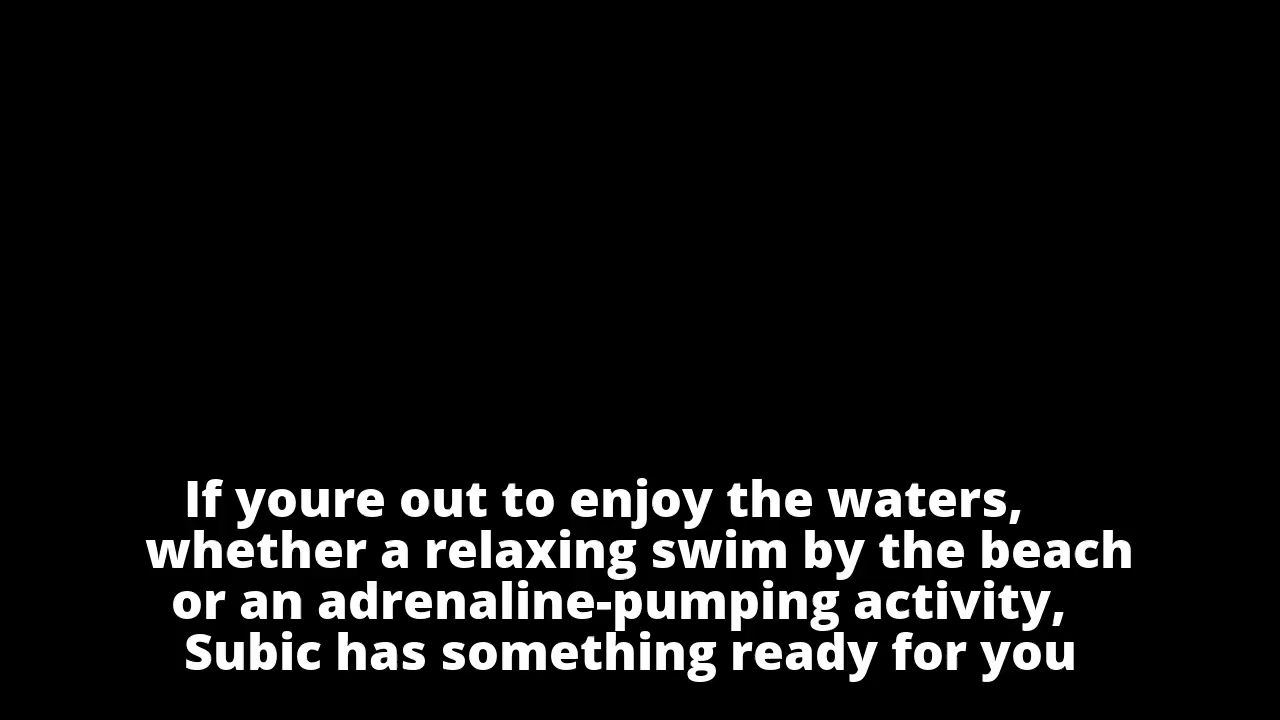 If youre out to enjoy the waters,
whether a relaxing swim by the beach
or an adrenaline-pumping activity,
Subic has something ready for you